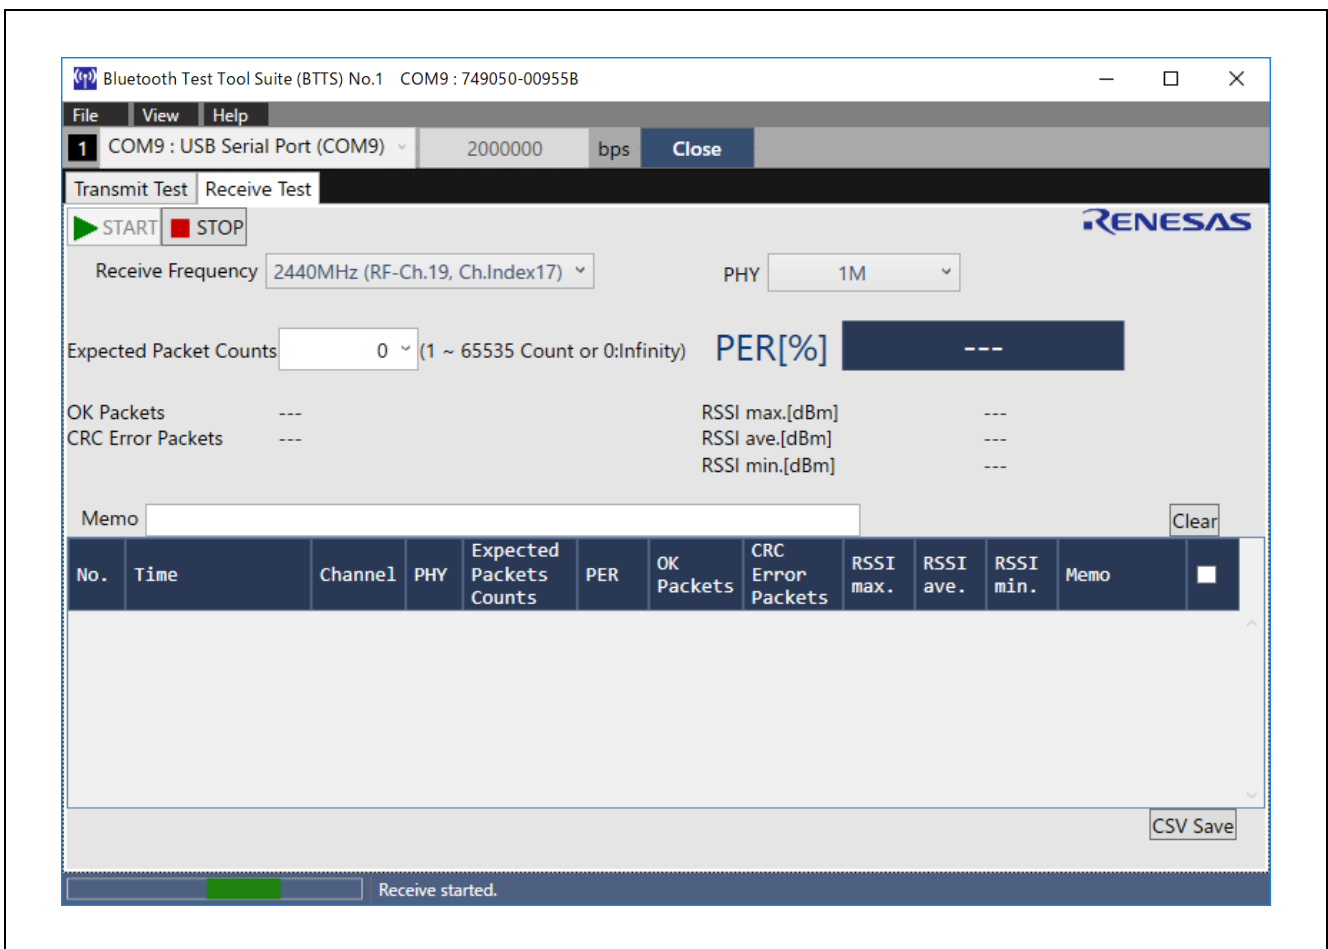 Bluetooth Test Tool Suite (BTTS) No.1 COM9 : 749050-00955B
File View Help
1 COM9 : USB Serial Port (COM9) 2000000 bps Close
Transmit Test Receive Test
START STOP RENESAS
Receive Frequency 2440MHz (RF-Ch.19, Ch.Index17) PHY 1M
Expected Packet Counts 0 (1 ~ 65535 Count or 0:Infinity) PER[%] ---
OK Packets --- RSSI max.[dBm] ---
CRC Error Packets --- RSSI ave.[dBm] ---
RSSI min.[dBm] ---
Memo Clear
No. Time Channel PHY Expected Packets Counts PER OK Packets CRC Error Packets RSSI max. RSSI ave. RSSI min. Memo
CSV Save
Receive started.